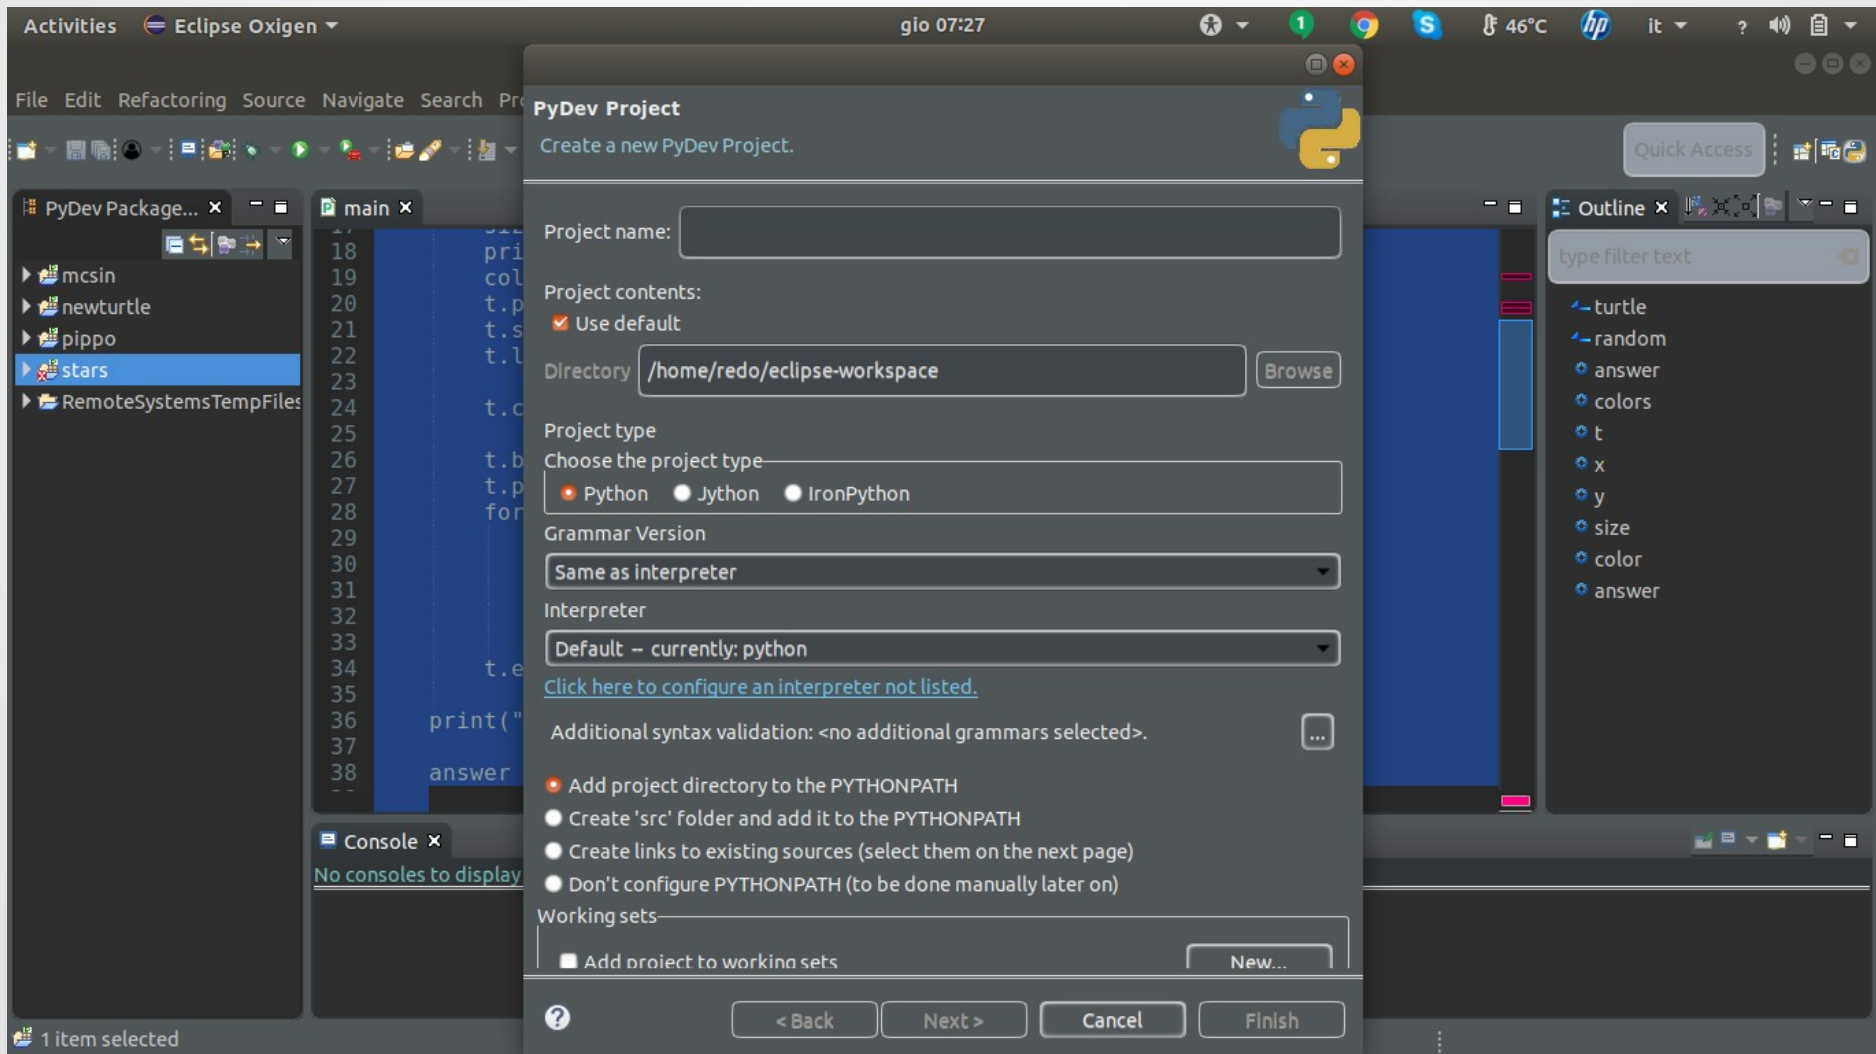 Activities Eclipse Oxigen gio 07:27 1 S 46°C hp it ?
File Edit Refactoring Source Navigate Search
PyDev Project
Create a new PyDev Project.
Quick Access
PyDev Package...
main
Outline
type filter text
mcsin
newturtle
pippo
stars
RemoteSystemsTempFiles
18 pri
19 col
20 t.p
21 t.s
22 t.l
23
24 t.c
25
26 t.b
27 t.p
28 for
29
30
31
32
33
34 t.e
35
36 print("
37
38 answer
Project name:
Project contents:
Use default
Directory /home/redo/eclipse-workspace Browse
Project type
Choose the project type
Python Jython IronPython
Grammar Version
Same as interpreter
Interpreter
Default -- currently: python
Click here to configure an interpreter not listed.
Additional syntax validation: <no additional grammars selected>. ...
Add project directory to the PYTHONPATH
Create 'src' folder and add it to the PYTHONPATH
Create links to existing sources (select them on the next page)
Don't configure PYTHONPATH (to be done manually later on)
Working sets
Add project to working sets New...
? < Back Next > Cancel Finish
turtle
random
answer
colors
t
x
y
size
color
answer
Console
No consoles to display
1 item selected